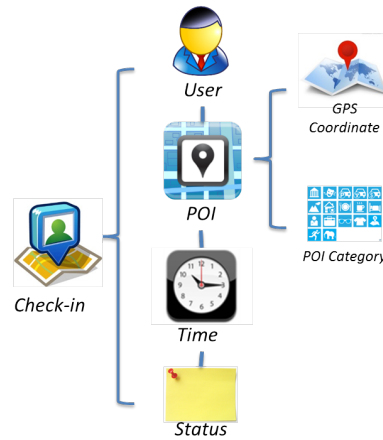 User
GPS
Coordinate
POI
POI Category
Check-in
Time
Status